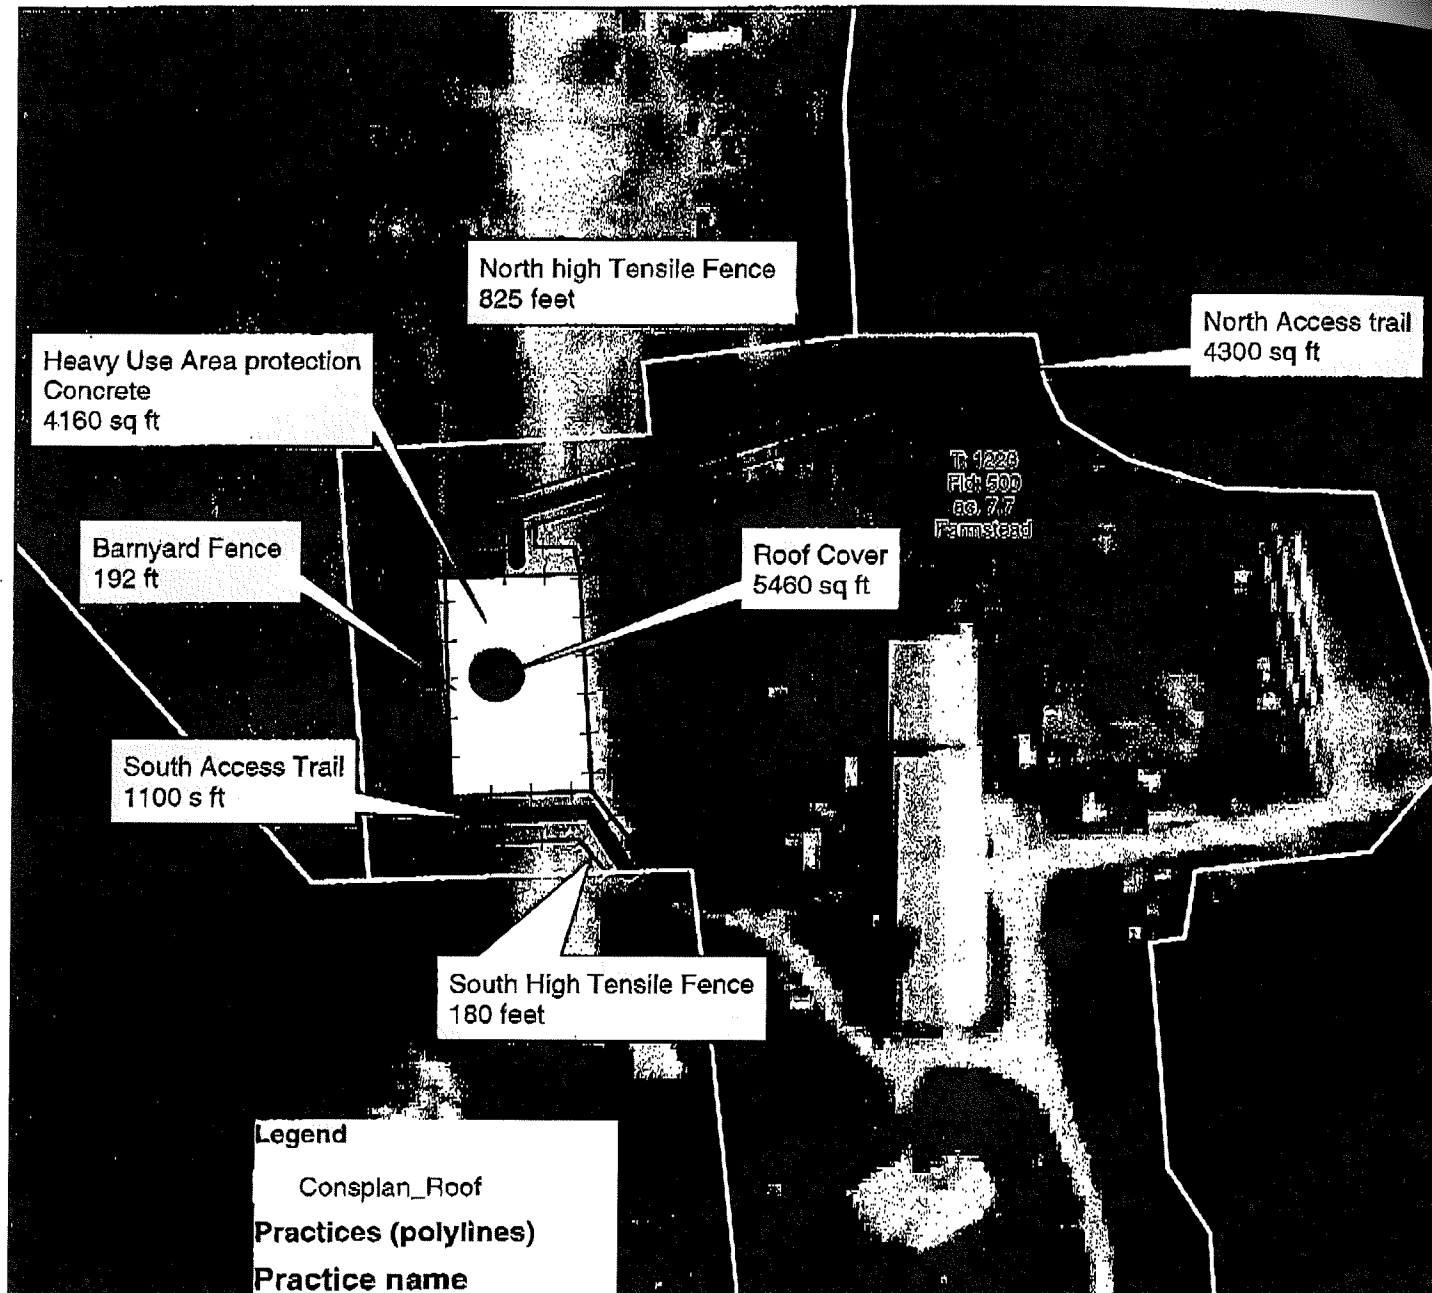 North high Tensile Fence
825 feet
North Access trail
4300 sq ft
Heavy Use Area protection
Concrete
4160 sq ft
T: 1226
Fld: 500
ac. 7.7
Farmstead
Barnyard Fence
192 ft
Roof Cover
5460 sq ft
South Access Trail
1100 s ft
South High Tensile Fence
180 feet
Legend
Consplan_Roof
Practices (polylines)
Practice name